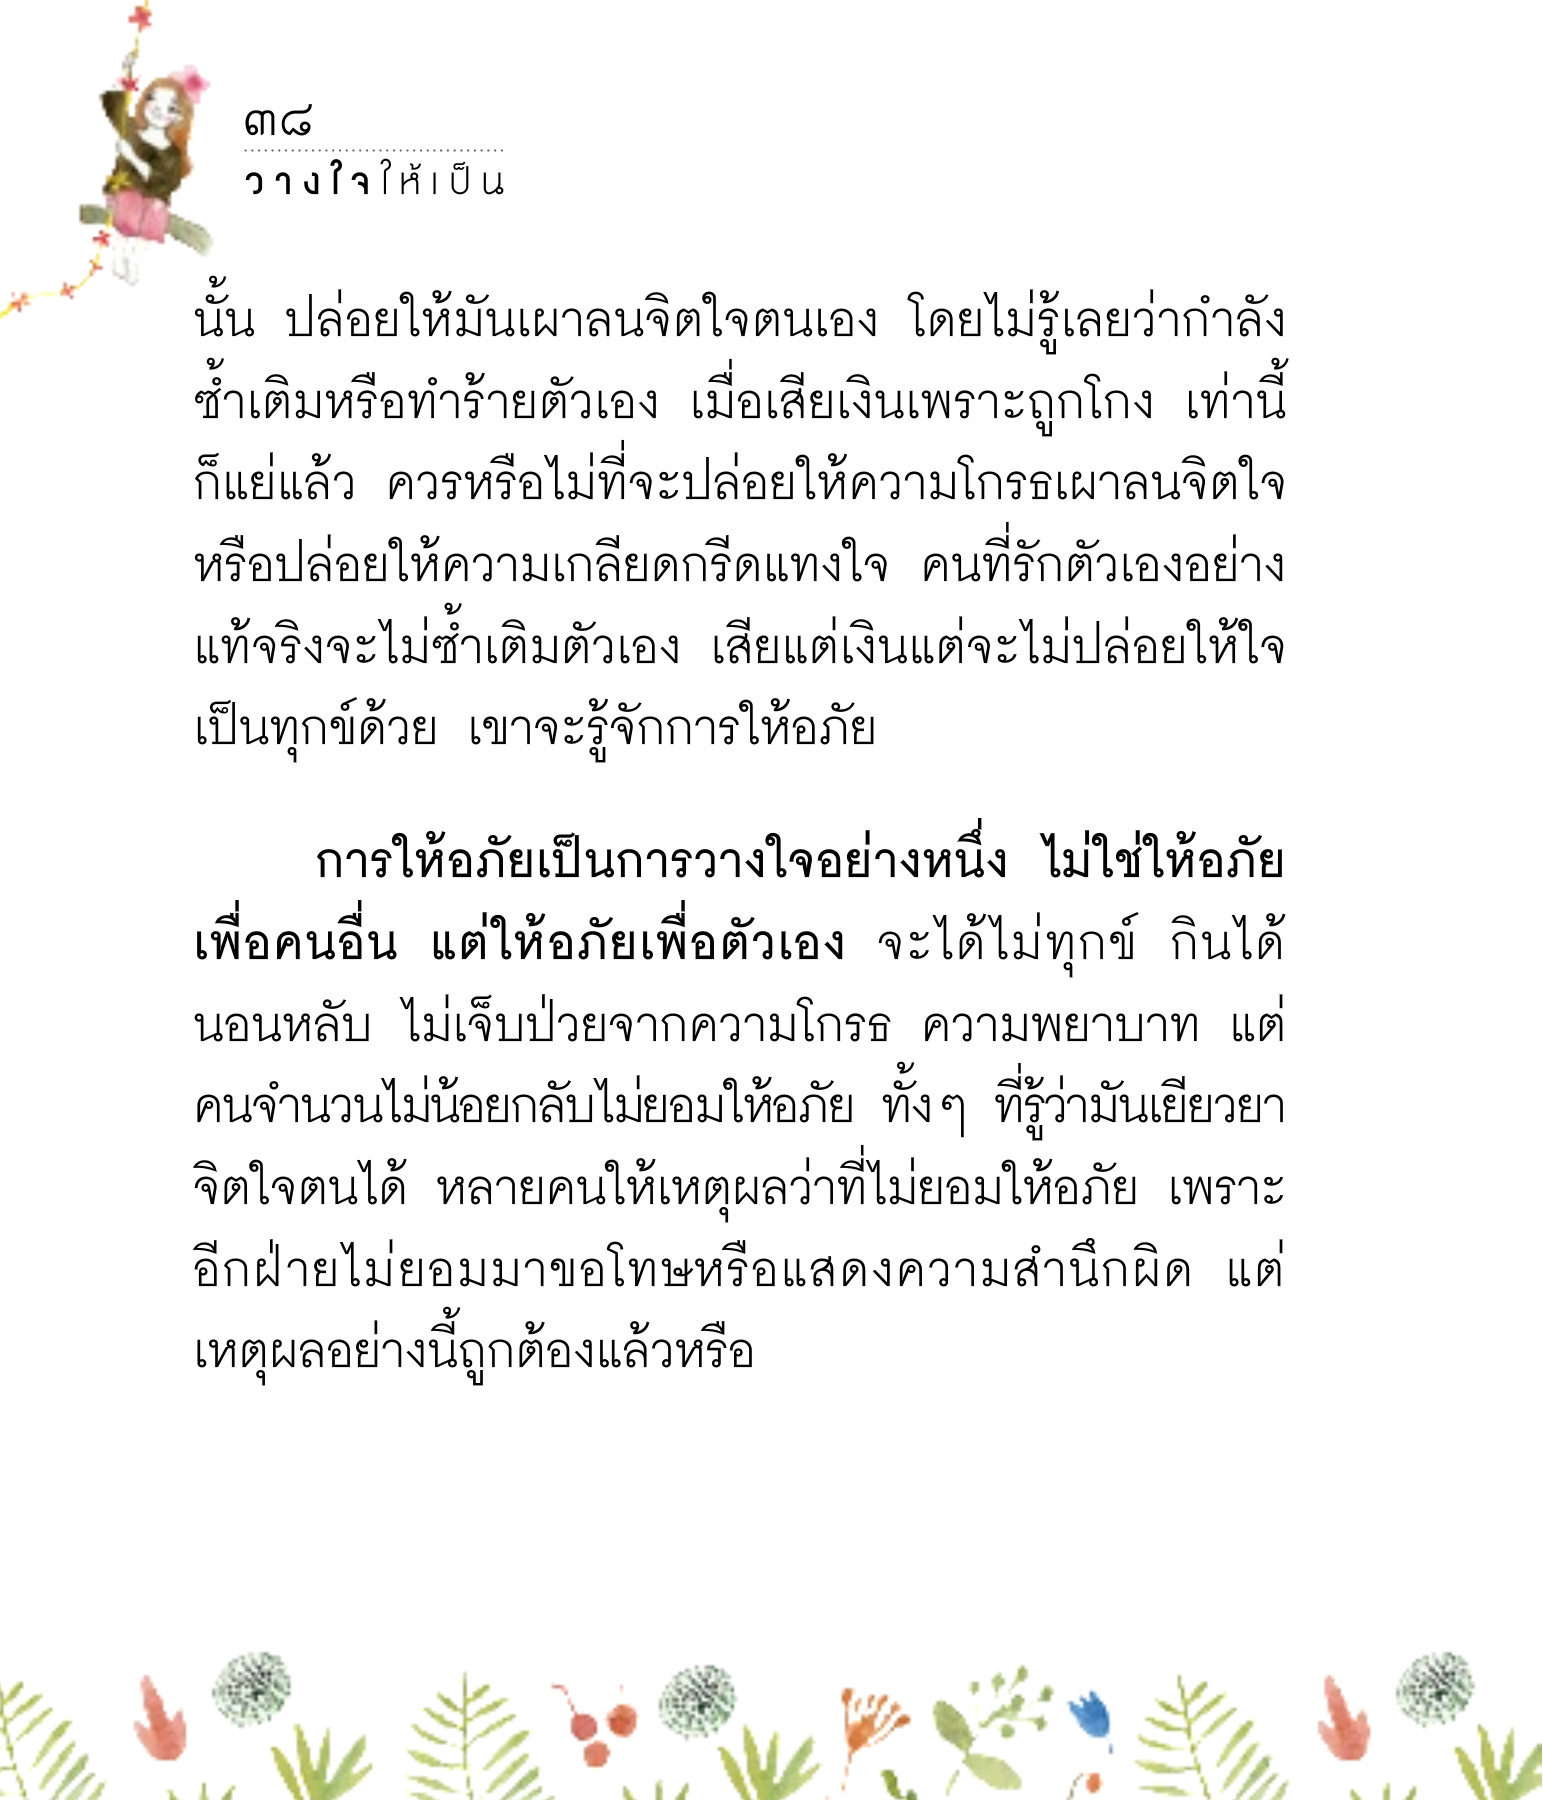 ๓๘
วางใจให้เป็น
นั้น ปล่อยให้มันเผาลนจิตใจตนเอง โดยไม่รู้เลยว่ากำลัง
ซ้ำเติมหรือทำร้ายตัวเอง เมื่อเสียเงินเพราะถูกโกง เท่านี้
ก็แย่แล้ว ควรหรือไม่ที่จะปล่อยให้ความโกรธเผาลนจิตใจ
หรือปล่อยให้ความเกลียดกรีดแทงใจ คนที่รักตัวเองอย่าง
แท้จริงจะไม่ซ้ำเติมตัวเอง เสียแต่เงินแต่จะไม่ปล่อยให้ใจ
เป็นทุกข์ด้วย เขาจะรู้จักการให้อภัย
การให้อภัยเป็นการวางใจอย่างหนึ่ง ไม่ใช่ให้อภัย
เพื่อคนอื่น แต่ให้อภัยเพื่อตัวเอง จะได้ไม่ทุกข์ กินได้
นอนหลับ ไม่เจ็บป่วยจากความโกรธ ความพยาบาท แต่
คนจำนวนไม่น้อยกลับไม่ยอมให้อภัย ทั้งๆ ที่รู้ว่ามันเยียวยา
จิตใจตนได้ หลายคนให้เหตุผลว่าที่ไม่ยอมให้อภัย เพราะ
อีกฝ่ายไม่ยอมมาขอโทษหรือแสดงความสำนึกผิด แต่
เหตุผลอย่างนี้ถูกต้องแล้วหรือ